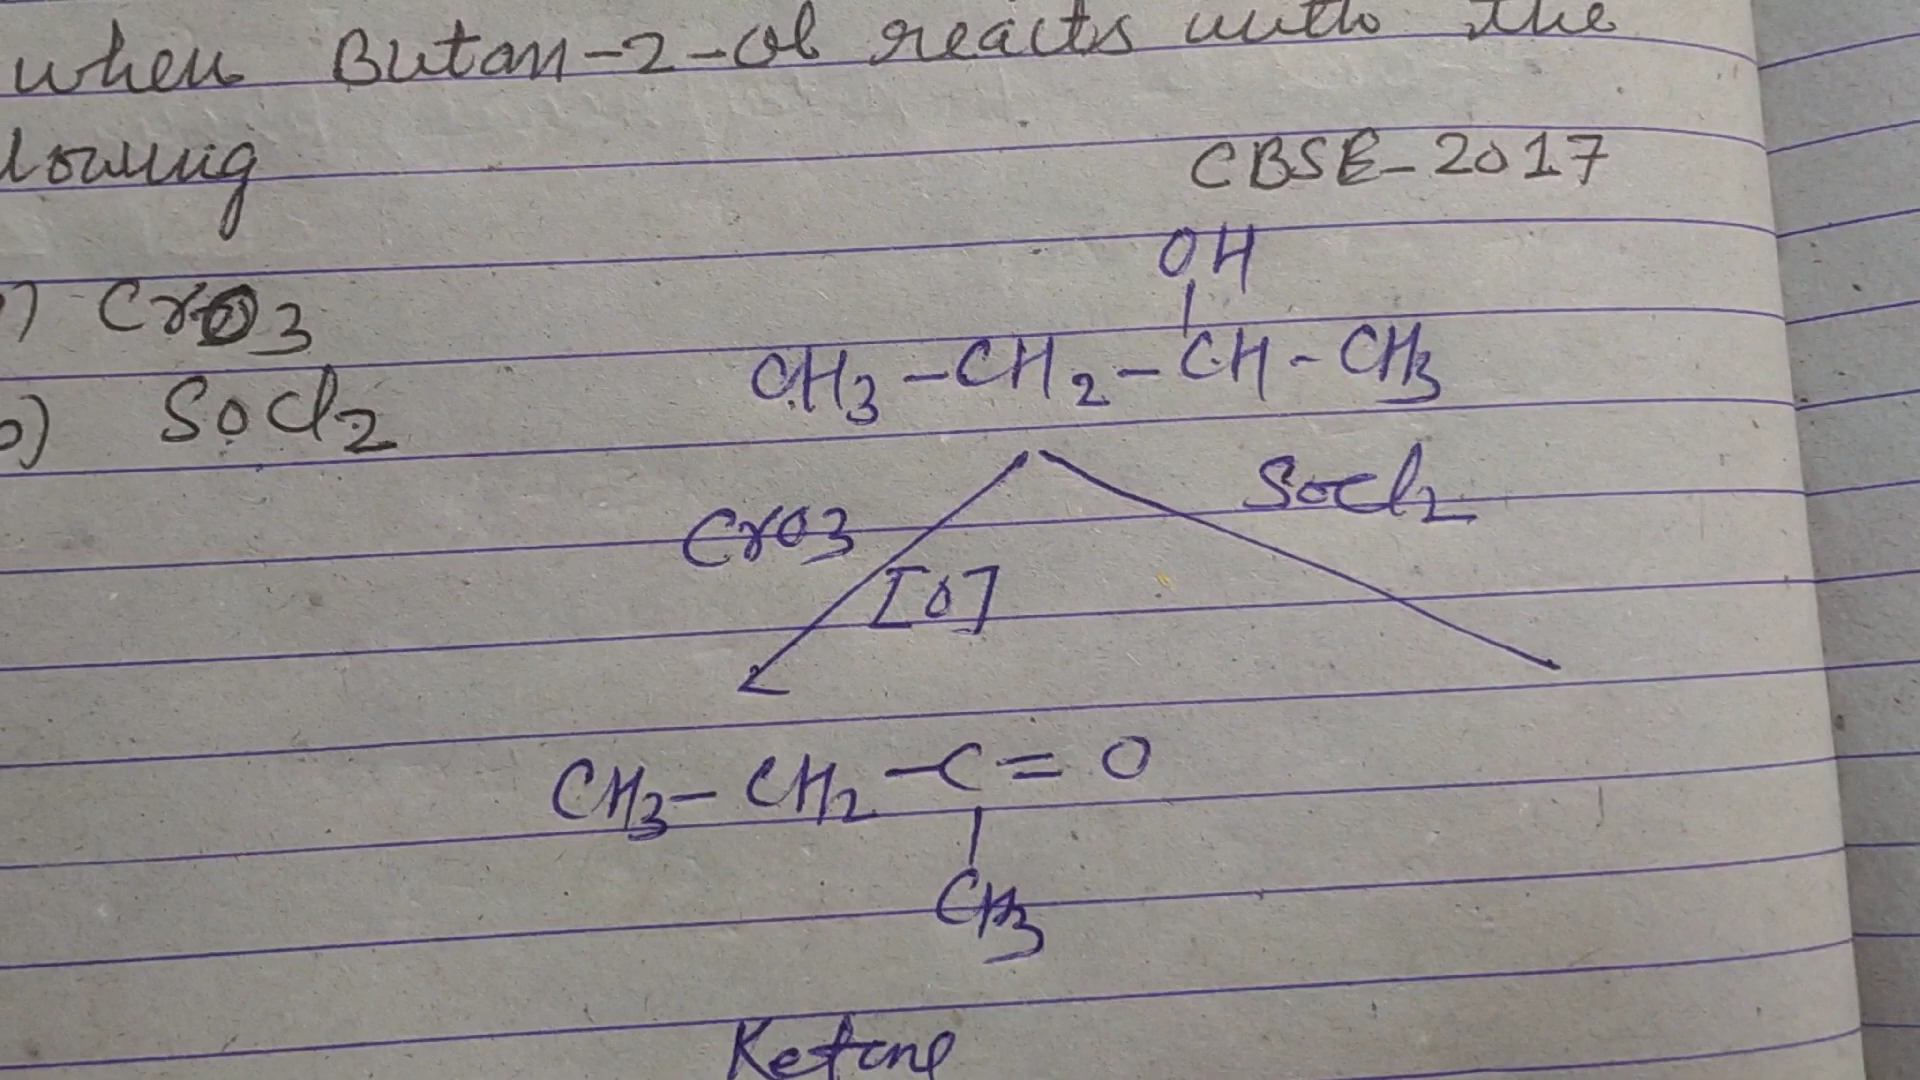 when Butan-2-ol reacts with the
lowing
CBSE-2017
) CrO3
) SoCl2
OH
CH3-CH2-CH-CH3
CrO3
SoCl2
[O]
CH3-CH2-C=O
CH3
Ketone